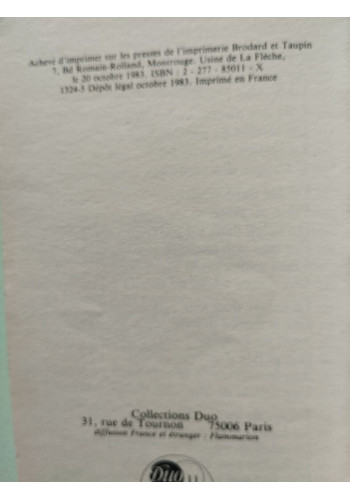 Achevé d'imprimer sur les presses de l'imprimerie Brodard et Taupin
7, Bd Romain-Rolland, Montrouge. Usine de La Flèche,
le 20 octobre 1983. ISBN : 2 - 277 - 85011 - X
1324-5 Dépôt légal octobre 1983. Imprimé en France
Collections Duo
31, rue de Tournon 75006 Paris
diffusion France et étranger : Flammarion
Duo